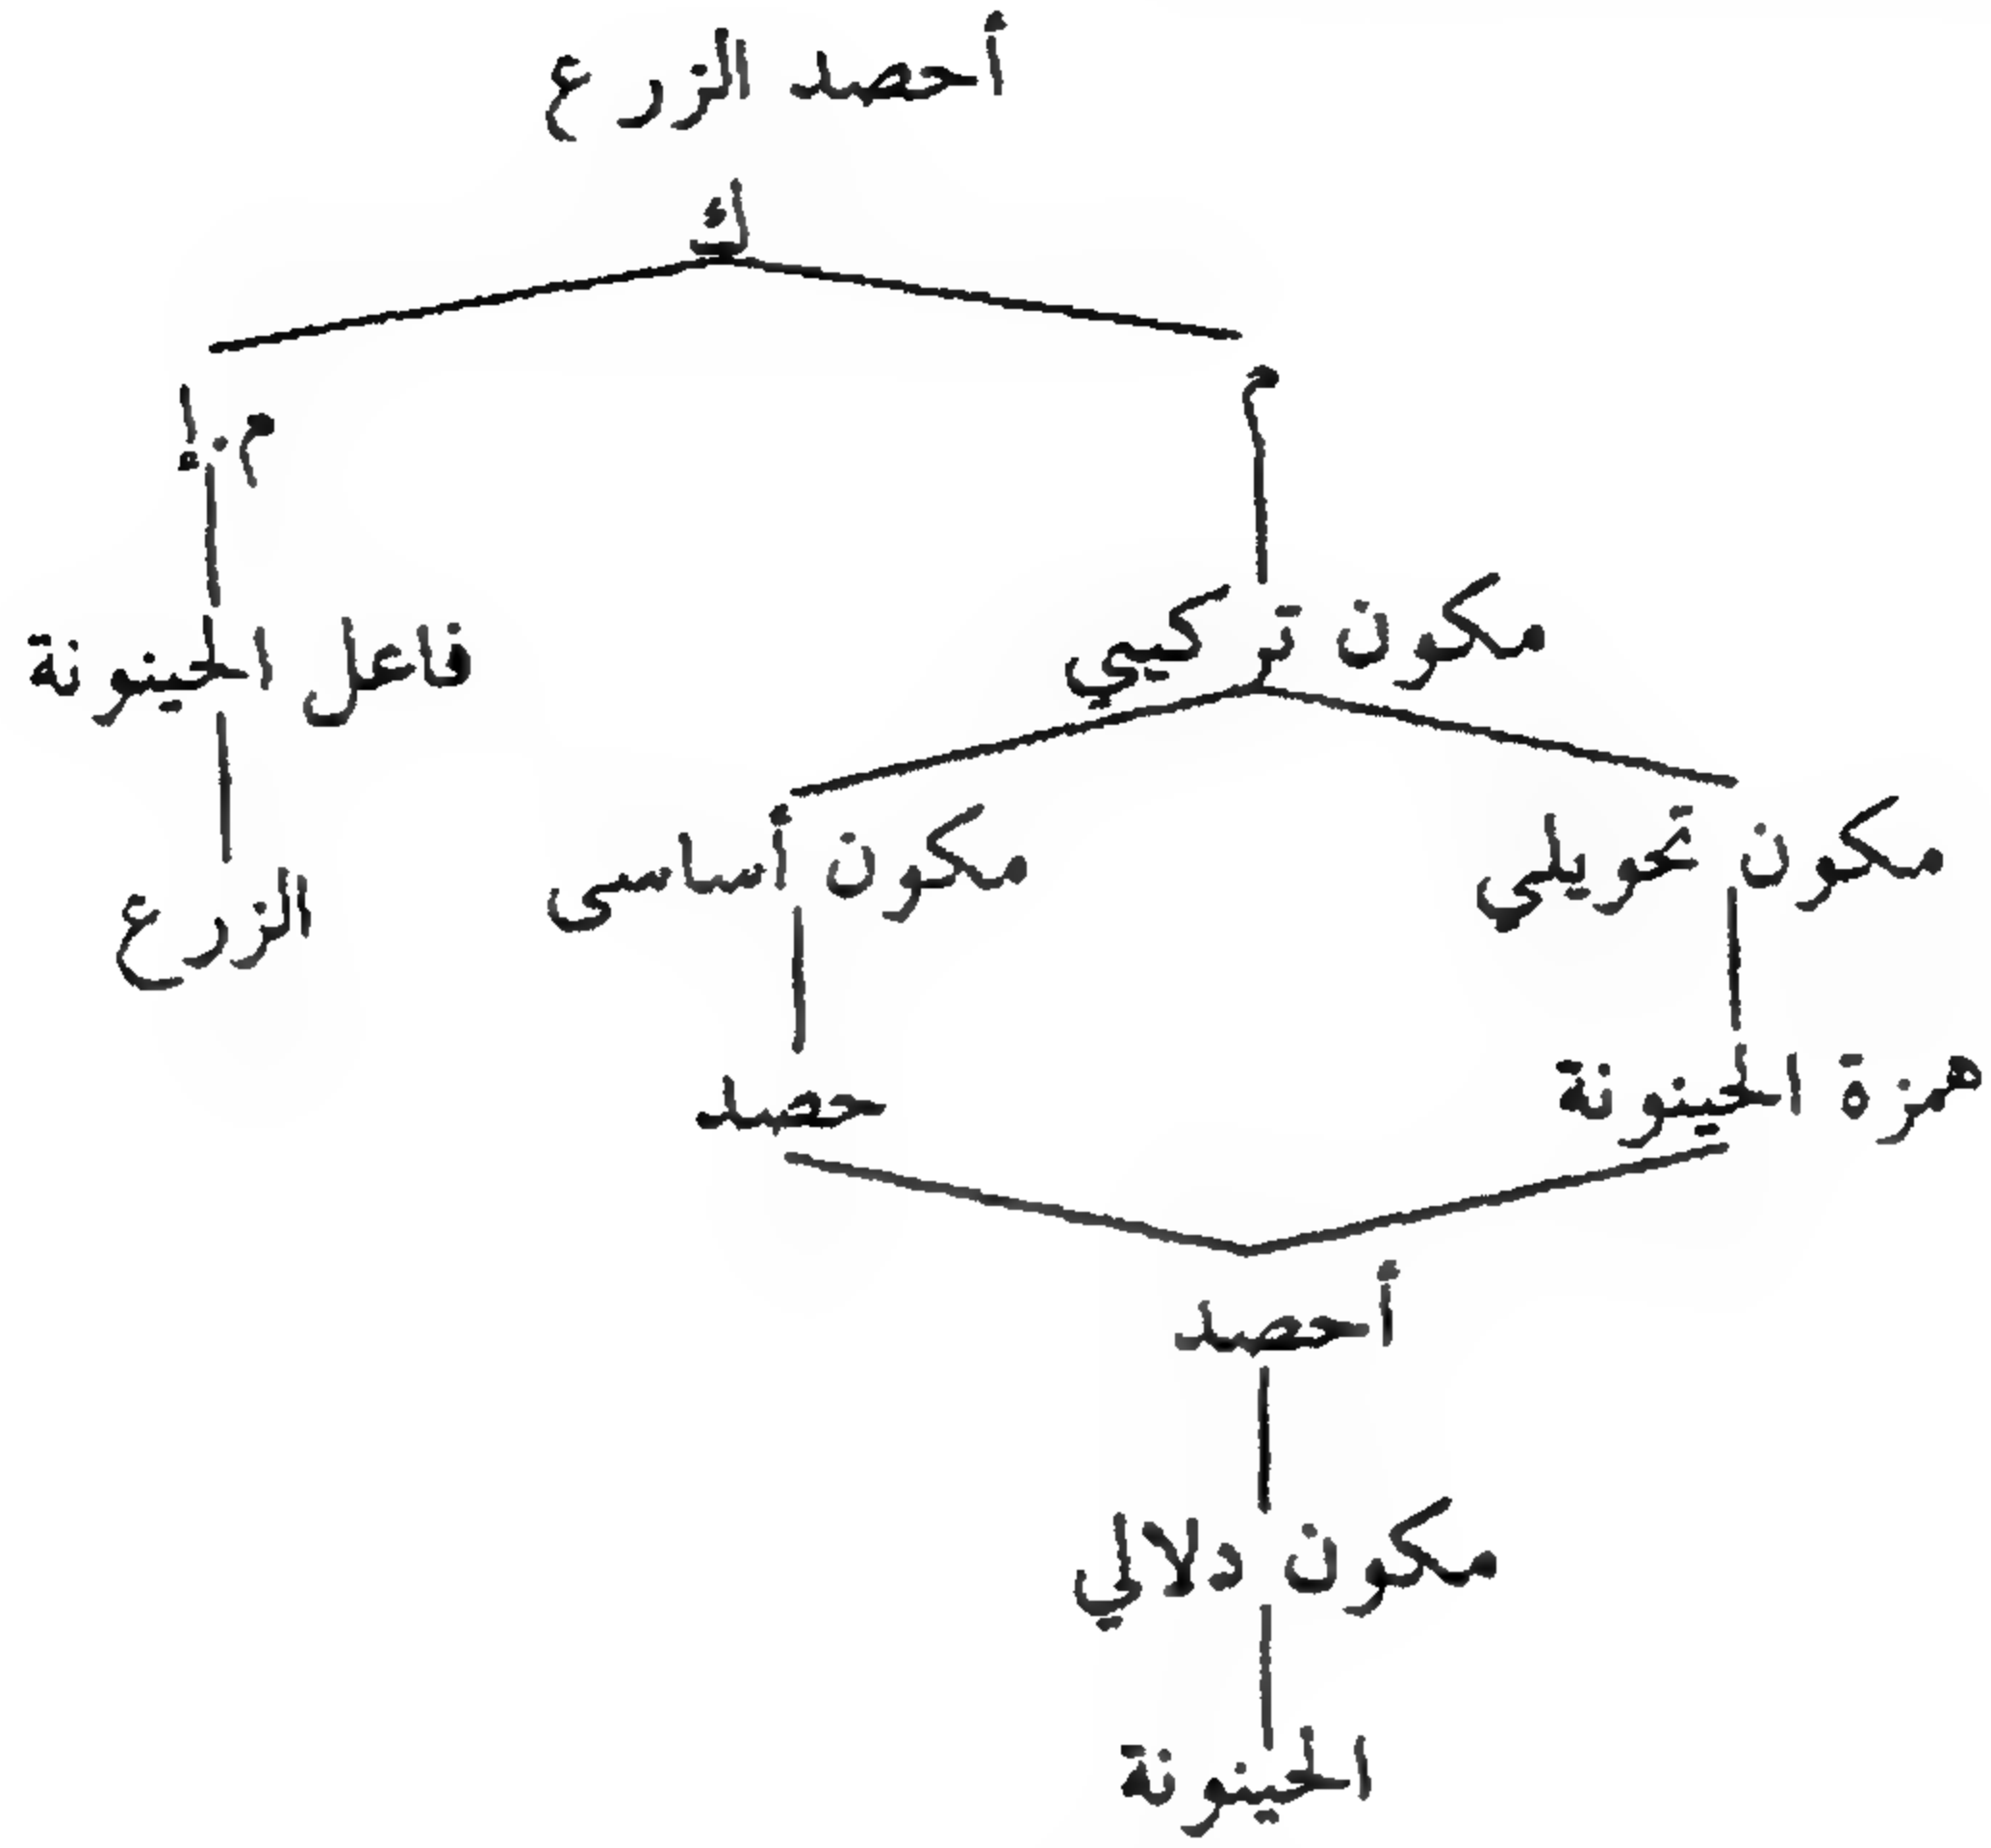 أحصد الزرع
ك
م
م.إ
مكون تركيبي
فاعل الحينونة
مكون تحويلي
مكون أساسى
الزرع
همزة الحينونة
حصد
أحصد
مكون دلالي
الحينونة